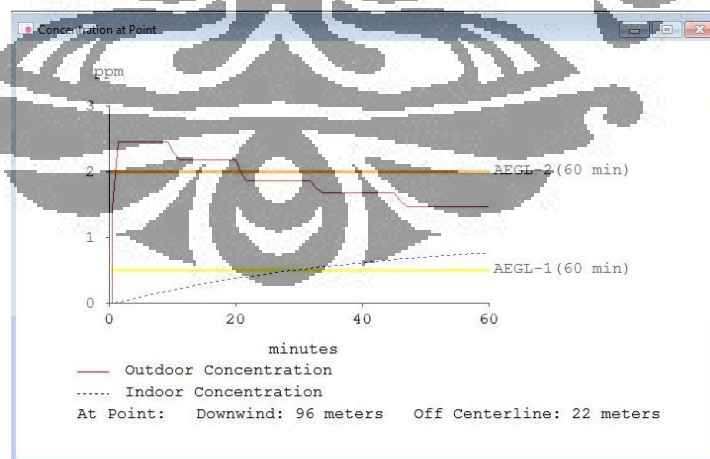 Concentration at Point
ppm
3
AEGL-2(60 min)
2
1
AEGL-1(60 min)
0
0 20 40 60
minutes
Outdoor Concentration
Indoor Concentration
At Point: Downwind: 96 meters Off Centerline: 22 meters